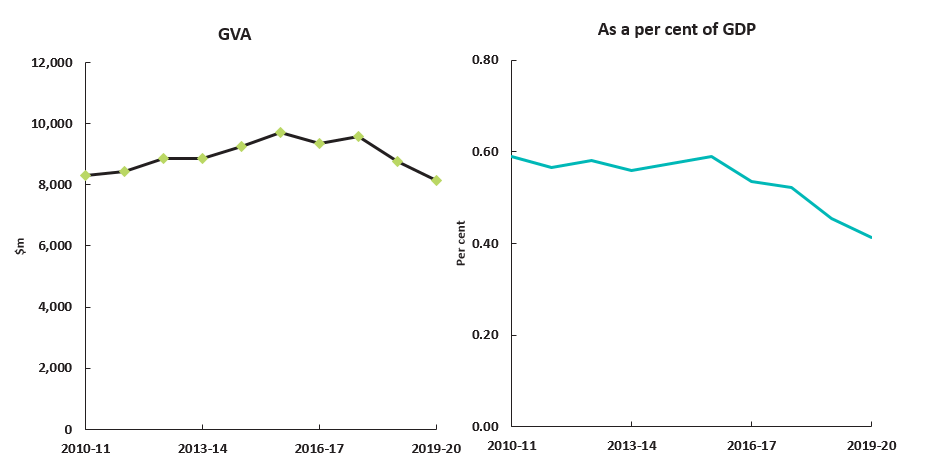 GVA
12,000
10,000
8,000
6,000
4,000
2,000
0
$m
2010-11 2013-14 2016-17 2019-20
As a per cent of GDP
0.80
0.60
0.40
0.20
0.00
Per cent
2010-11 2013-14 2016-17 2019-20